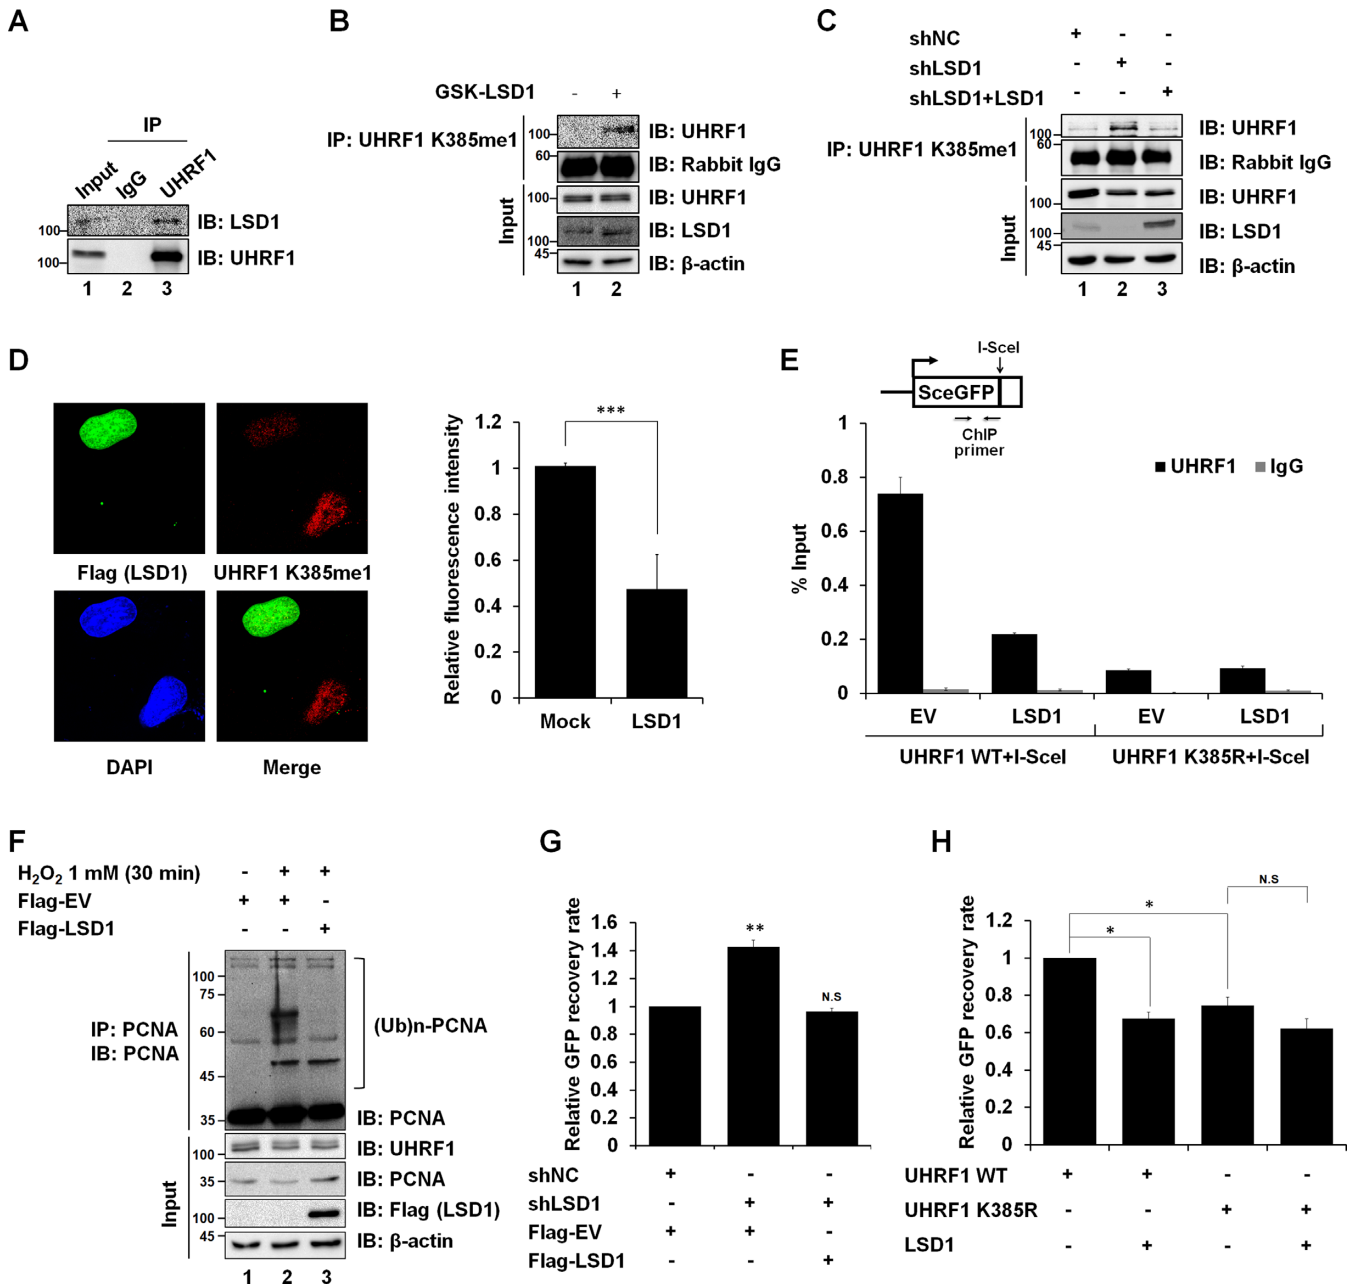 A
IP
Input
IgG
UHRF1
100
IB: LSD1
100
IB: UHRF1
1 2 3
B
GSK-LSD1 - +
IP: UHRF1 K385me1
100
IB: UHRF1
60
IB: Rabbit IgG
Input
100
IB: UHRF1
100
IB: LSD1
45
IB: β-actin
1 2
C
shNC + - -
shLSD1 - + -
shLSD1+LSD1 - - +
IP: UHRF1 K385me1
100
IB: UHRF1
60
IB: Rabbit IgG
Input
100
IB: UHRF1
100
IB: LSD1
45
IB: β-actin
1 2 3
D
Flag (LSD1) UHRF1 K385me1
DAPI Merge
Relative fluorescence intensity
1.2
1
0.8
0.6
0.4
0.2
0
***
Mock LSD1
E
I-SceI
SceGFP
ChIP
primer
UHRF1 IgG
% Input
1
0.8
0.6
0.4
0.2
0
EV LSD1 EV LSD1
UHRF1 WT+I-SceI UHRF1 K385R+I-SceI
F
H2O2 1 mM (30 min) - + +
Flag-EV + + -
Flag-LSD1 - - +
IP: PCNA
IB: PCNA
100
75
60
45
35
(Ub)n-PCNA
IB: PCNA
Input
100
IB: UHRF1
35
IB: PCNA
100
IB: Flag (LSD1)
45
IB: β-actin
1 2 3
G
Relative GFP recovery rate
1.6
1.4
1.2
1
0.8
0.6
0.4
0.2
0
**
N.S
shNC + - -
shLSD1 - + +
Flag-EV + + -
Flag-LSD1 - - +
H
Relative GFP recovery rate
1.2
1
0.8
0.6
0.4
0.2
0
*
*
N.S
UHRF1 WT + + - -
UHRF1 K385R - - + +
LSD1 - + - +